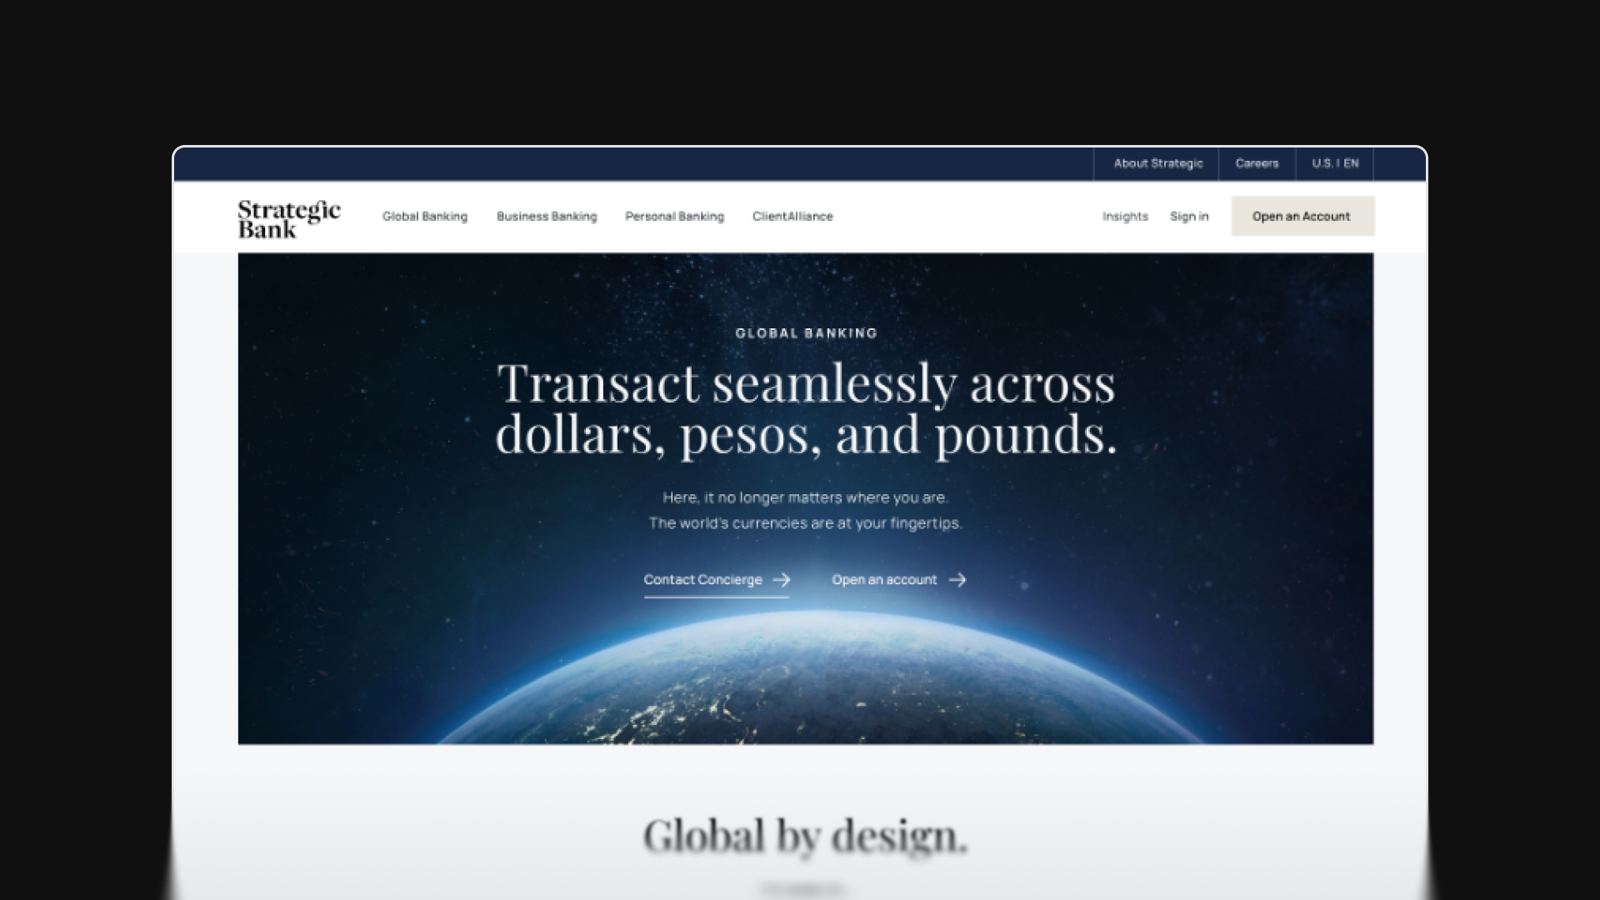 About Strategic
Careers
U.S. | EN
Strategic
Bank
Global Banking
Business Banking
Personal Banking
ClientAlliance
Insights
Sign in
Open an Account
GLOBAL BANKING
Transact seamlessly across
dollars, pesos, and pounds.
Here, it no longer matters where you are.
The world's currencies are at your fingertips.
Contact Concierge
Open an account
Global by design.